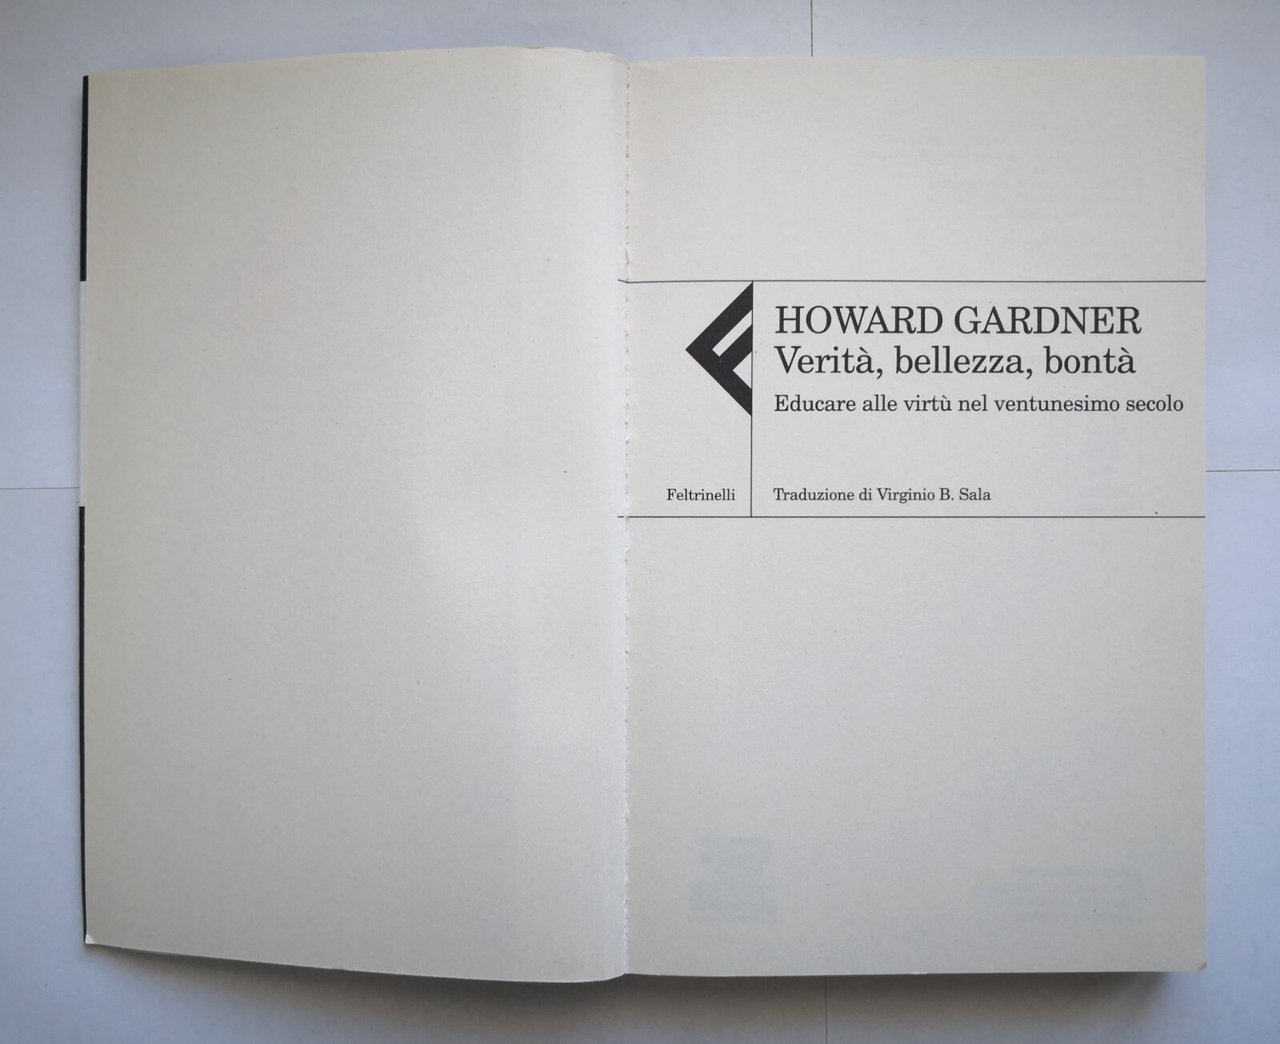 HOWARD GARDNER
Verità, bellezza, bontà
Educare alle virtù nel ventunesimo secolo
Feltrinelli
Traduzione di Virginio B. Sala